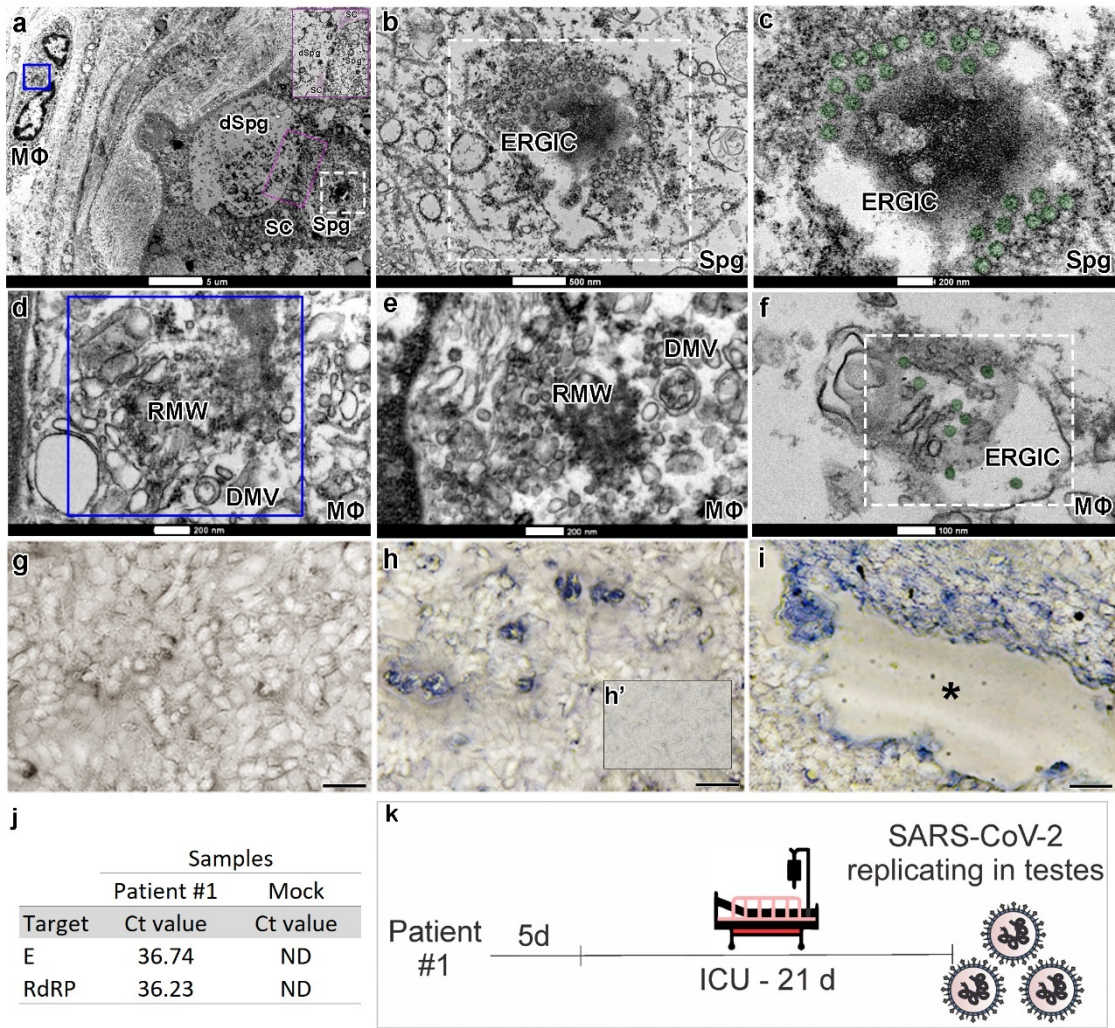 a
SC
dSpg
Spg
SC
MΦ
dSpg
SC
Spg
5 um
b
ERGIC
Spg
500 nm
c
ERGIC
Spg
200 nm
d
RMW
DMV
MΦ
200 nm
e
DMV
RMW
200 nm
f
ERGIC
MΦ
100 nm
g
h
h'
i
*
j
Samples
Patient #1 Mock
Target Ct value Ct value
E 36.74 ND
RdRP 36.23 ND
k
SARS-CoV-2
replicating in testes
Patient
#1
5d
ICU - 21 d